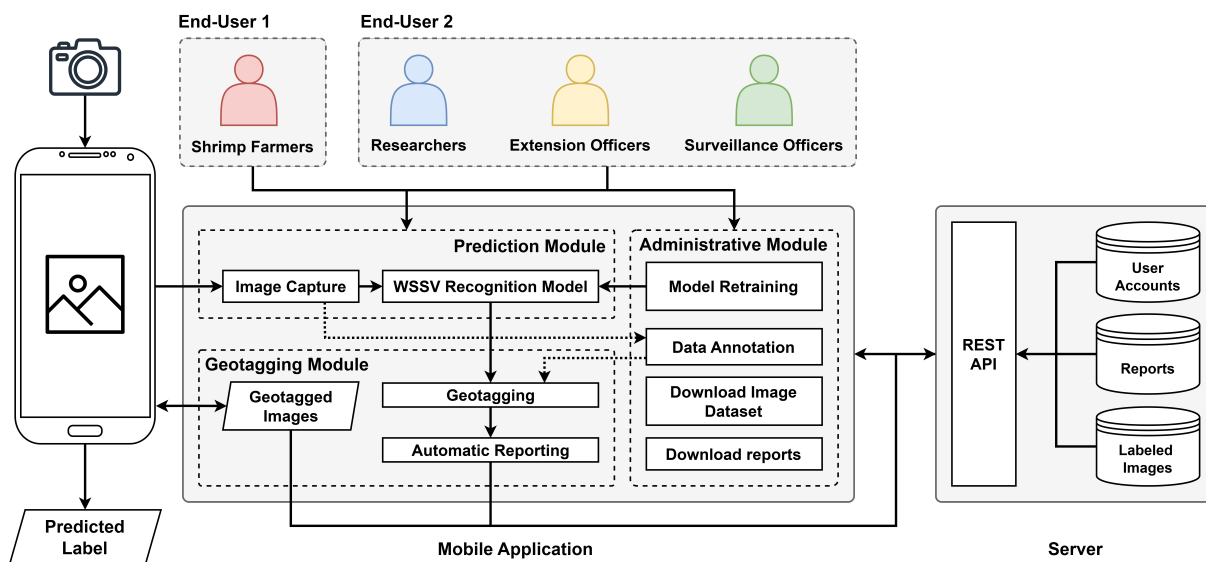 End-User 1
End-User 2
Shrimp Farmers
Researchers
Extension Officers
Surveillance Officers
Prediction Module
Administrative Module
Image Capture
WSSV Recognition Model
Model Retraining
Data Annotation
Geotagging Module
Geotagged
Images
Geotagging
Download Image
Dataset
Automatic Reporting
Download reports
REST
API
User
Accounts
Reports
Labeled
Images
Predicted
Label
Mobile Application
Server